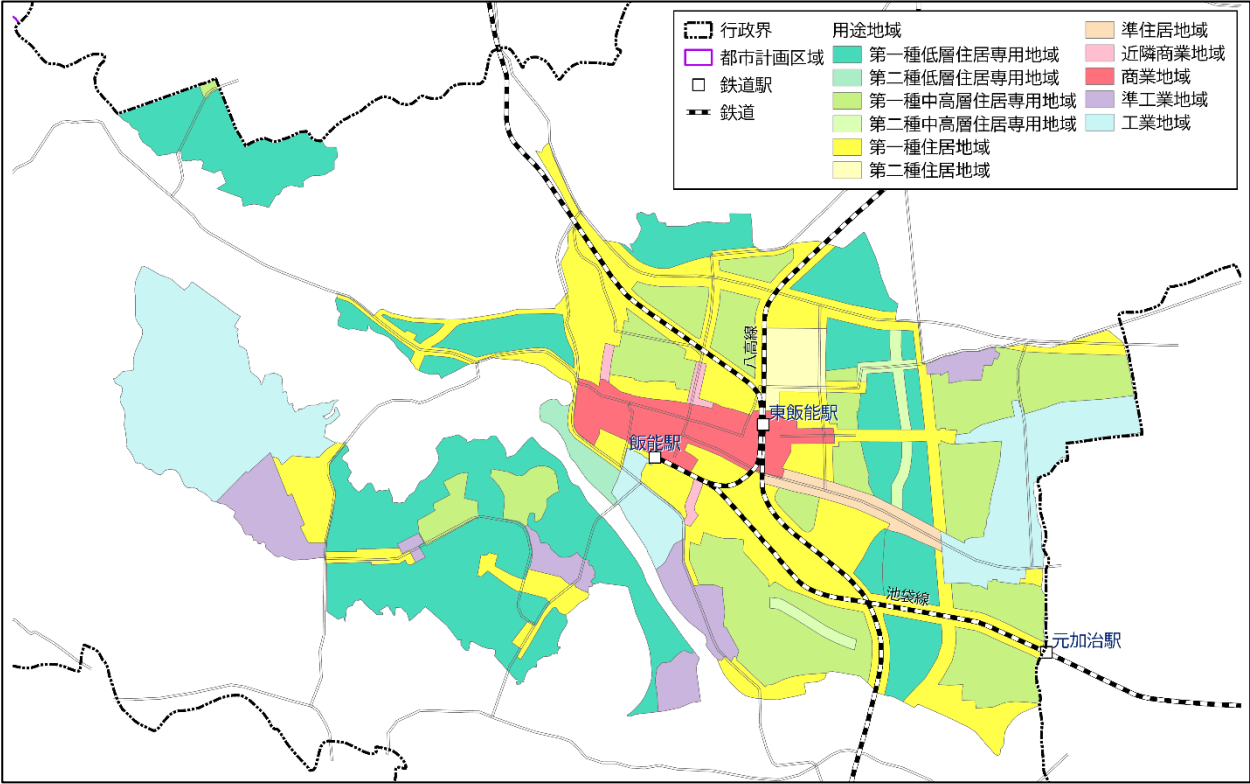 行政界
都市計画区域
鉄道駅
鉄道
用途地域
第一種低層住居専用地域
第二種低層住居専用地域
第一種中高層住居専用地域
第二種中高層住居専用地域
第一種住居地域
第二種住居地域
準住居地域
近隣商業地域
商業地域
準工業地域
工業地域
八高線
東飯能駅
飯能駅
池袋線
元加治駅